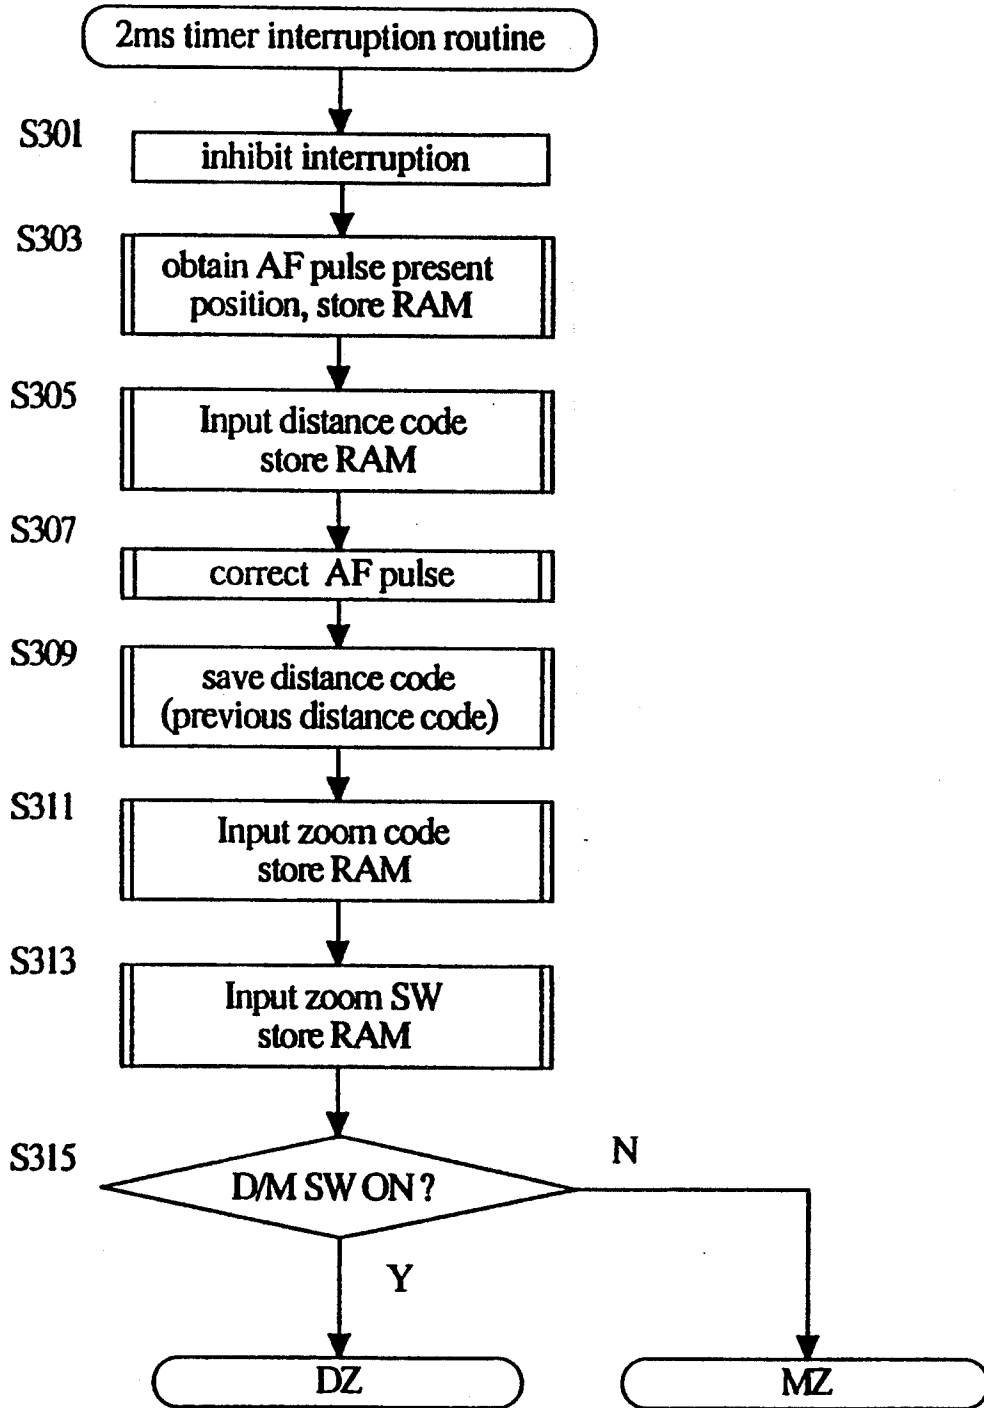 2ms timer interruption routine
S301
inhibit interruption
S303
obtain AF pulse present
position, store RAM
S305
Input distance code
store RAM
S307
correct AF pulse
S309
save distance code
(previous distance code)
S311
Input zoom code
store RAM
S313
Input zoom SW
store RAM
S315
D/M SW ON?
N
Y
DZ
MZ